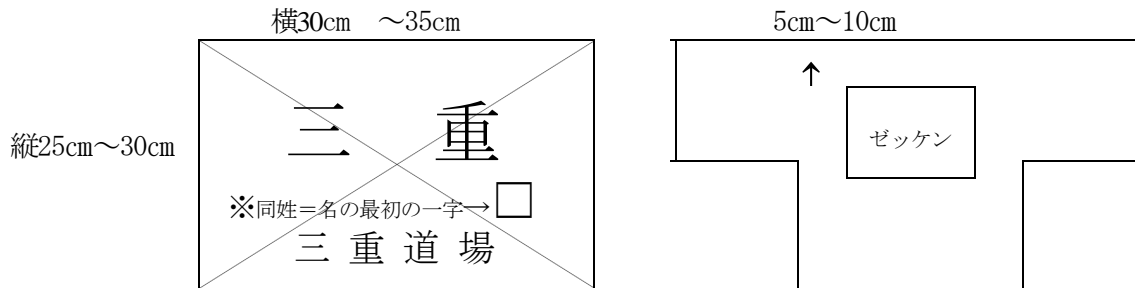 横30cm ～35cm
5cm～10cm
↑
三 重
ゼッケン
縦25cm～30cm
※同姓＝名の最初の一字→□
三重道場